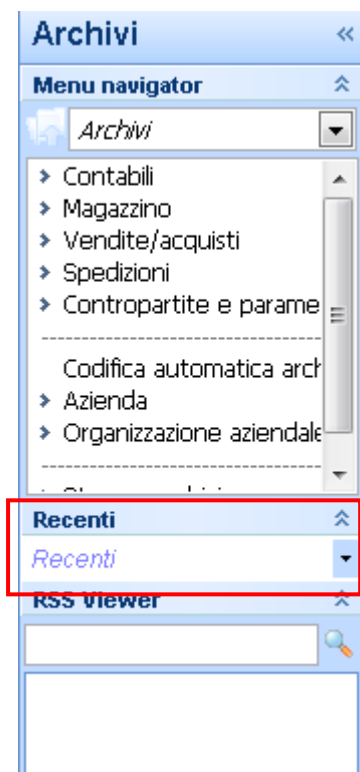 Archivi
Menu navigator
Archivi
Contabili
Magazzino
Vendite/acquisti
Spedizioni
Contropartite e parame
Codifica automatica arch
Azienda
Organizzazione aziendale
Recenti
Recenti
RSS Viewer